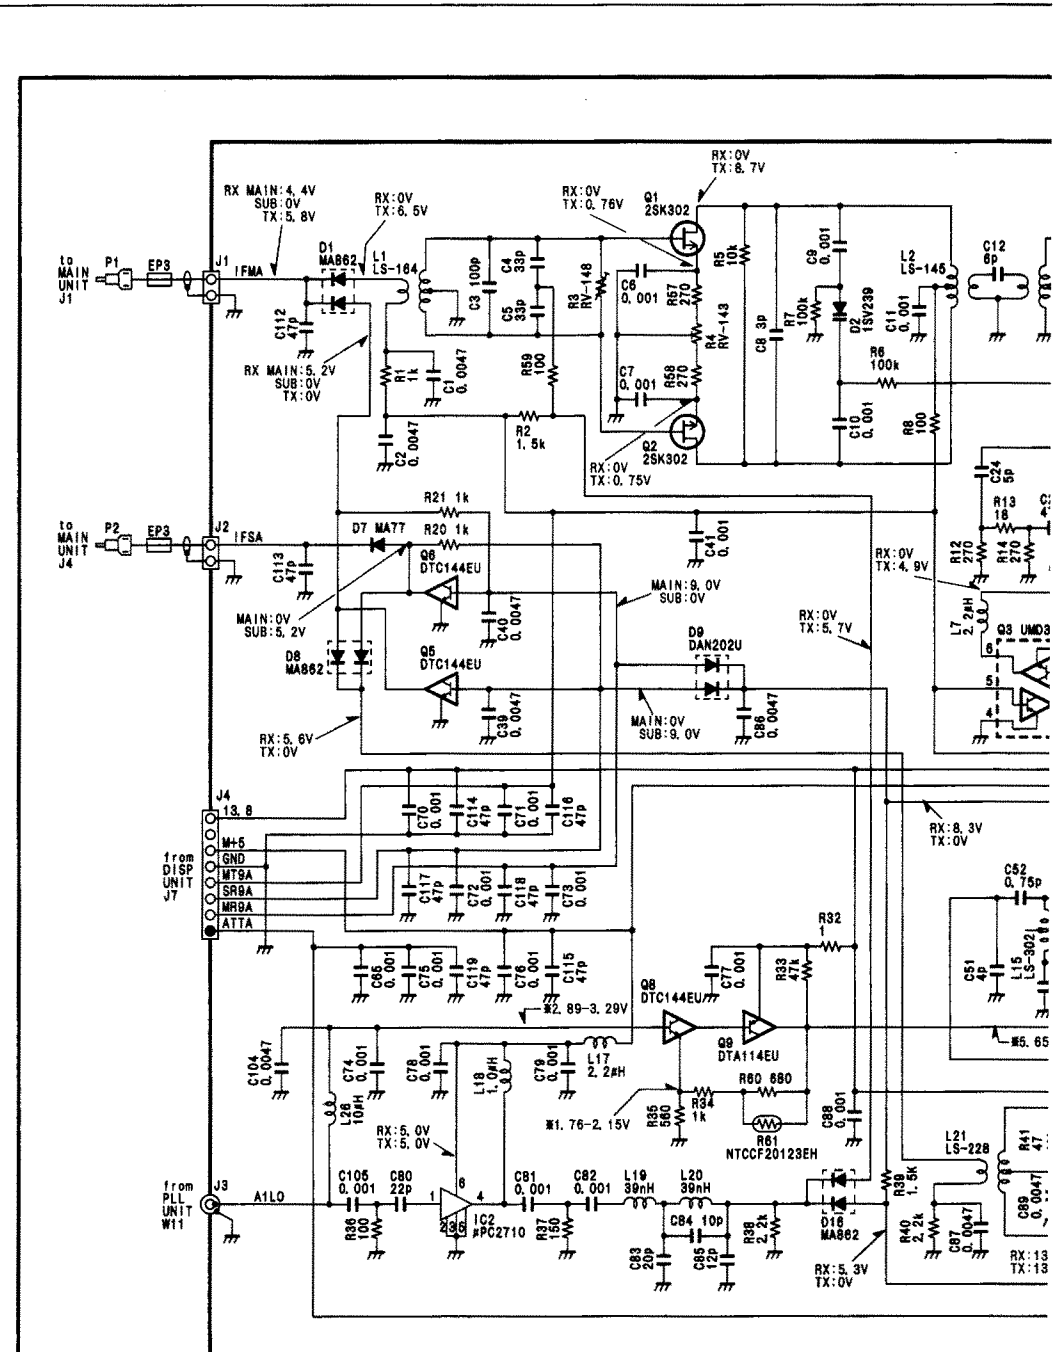 RX:0V
TX:8.7V
RX MAIN:4.4V
SUB:0V
TX:5.8V
RX:0V
TX:6.5V
RX:0V
TX:0.76V
Q1
2SK302
to
MAIN
UNIT
J1
P1
EP3
J1
IFMA
D1
MA862
L1
LS-164
C112
47p
C3 100p
C4
33p
C5
33p
R3
RV-148
C6
0.001
R57
270
R4
RV-143
R5
10k
C8 3p
C9
0.001
R7
100k
D2
1SV239
C11
0.001
L2
LS-145
C12
6p
RX MAIN:5.2V
SUB:0V
TX:0V
R1
1k
C1
0.0047
R59
100
C7
0.001
R58
270
R6
100k
C2
0.0047
R2
1.5k
Q2
2SK302
C10
0.001
R8
100
RX:0V
TX:0.75V
C24
5p
R21 1k
R13
18
to
MAIN
UNIT
J4
P2
EP3
J2
IFSA
D7 MA77
R20 1k
C113
47p
Q6
DTC144EU
C41
0.001
RX:0V
TX:4.9V
R12
270
R14
270
MAIN:0V
SUB:5.2V
C40
0.0047
MAIN:9.0V
SUB:0V
RX:0V
TX:5.7V
L7
2.2μH
Q3 UMD3
D8
MA862
Q5
DTC144EU
D9
DAN202U
6
5
4
C39
0.0047
MAIN:0V
SUB:9.0V
C86
0.0047
RX:5.6V
TX:0V
J4
13.8
M+5
GND
MT9A
SR9A
MR9A
ATTA
from
DISP
UNIT
J7
C70
0.001
C114
47p
C71
0.001
C116
47p
RX:8.3V
TX:0V
C117
47p
C72
0.001
C118
47p
C73
0.001
C52
0.75p
C65
0.001
C75
0.001
C119
47p
C76
0.001
C115
47p
C77
0.001
R33
47k
R32
1
C51
4p
L15
LS-302
※2.89-3.29V
Q8
DTC144EU
Q9
DTA114EU
※5.65
C104
0.0047
C74
0.001
C78
0.001
L18
1.0μH
C79
0.001
L17
2.2μH
L26
10μH
R35
560
R34
1k
R60 680
R61
NTCCF20123EH
C88
0.001
RX:5.0V
TX:5.0V
※1.76-2.15V
L21
LS-228
R41
47
from
PLL
UNIT
W11
J3
A1LO
C105
0.001
C80
22p
R36
100
1
6
4
2 3 5
IC2
μPC2710
C81
0.001
R37
150
C82
0.001
L19
39nH
L20
39nH
C84 10p
C83
20p
C85
12p
R38
2.2k
D16
MA862
R39
1.5K
R40
2.2k
C87
0.0047
C89
0.0047
RX:5.3V
TX:0V
RX:13
TX:13